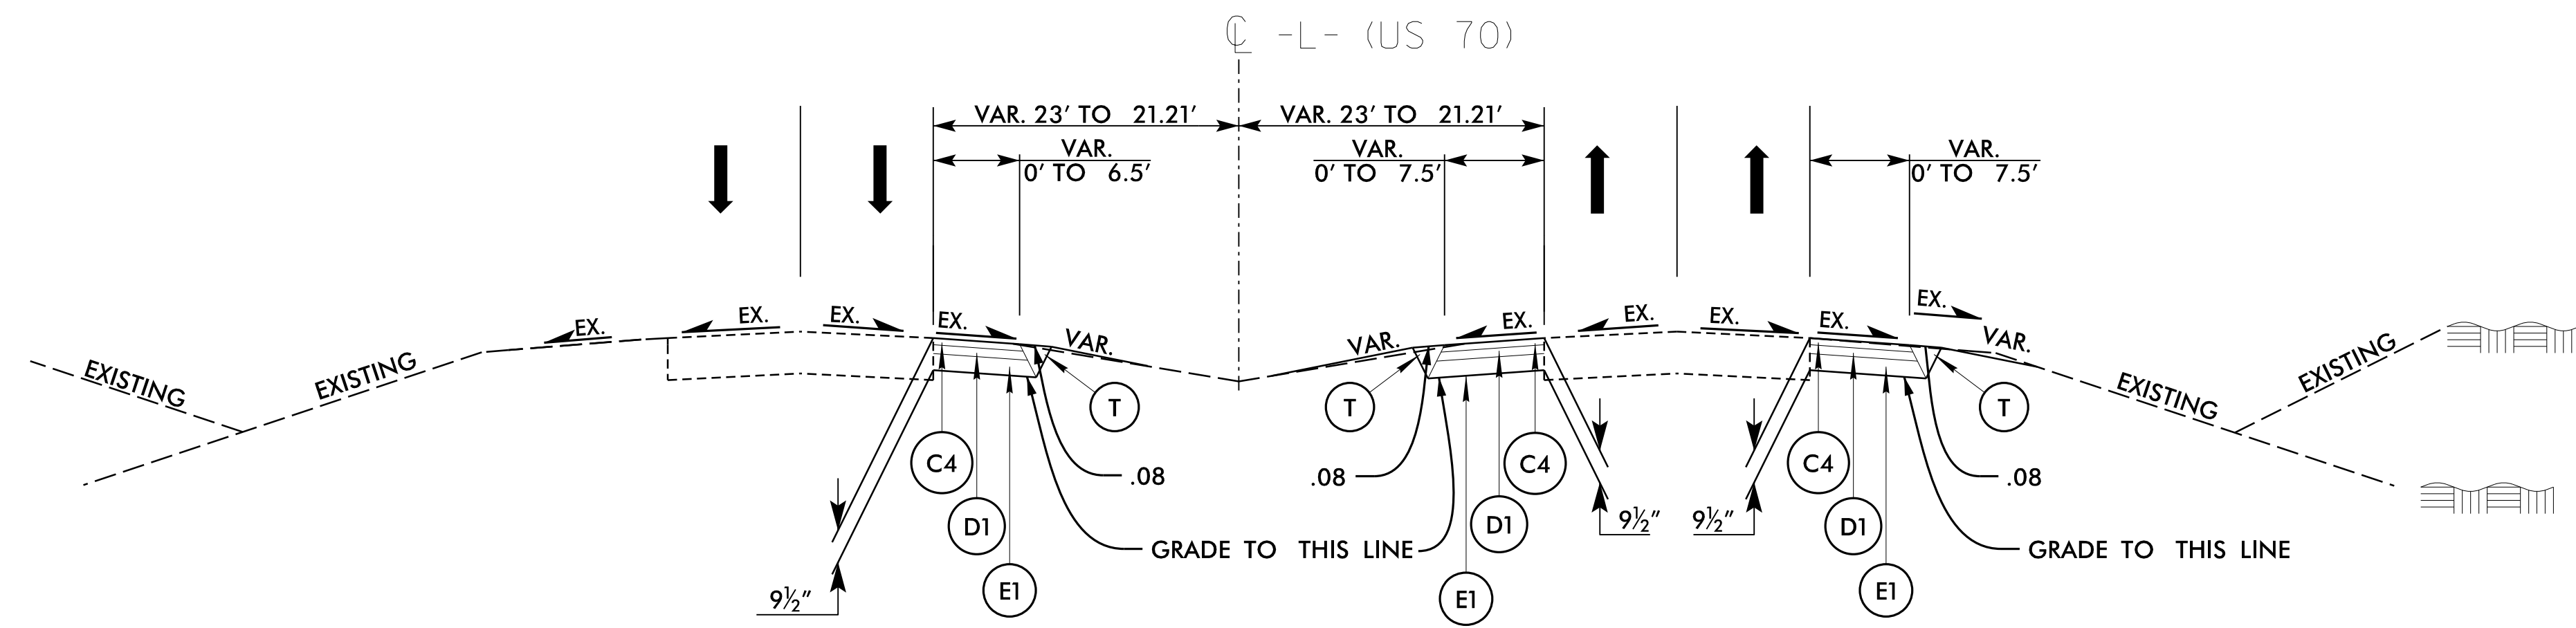 ℄ -L- (US 70)
VAR. 23' TO 21.21'
VAR. 23' TO 21.21'
VAR.
0' TO 6.5'
VAR.
0' TO 7.5'
VAR.
0' TO 7.5'
EX.
EX.
EX.
EX.
VAR.
VAR.
EX.
EX.
EX.
EX.
EX.
VAR.
EXISTING
EXISTING
EXISTING
EXISTING
T
T
T
C4
C4
C4
.08
.08
.08
D1
D1
D1
9½"
9½"
9½"
GRADE TO THIS LINE
GRADE TO THIS LINE
E1
E1
E1